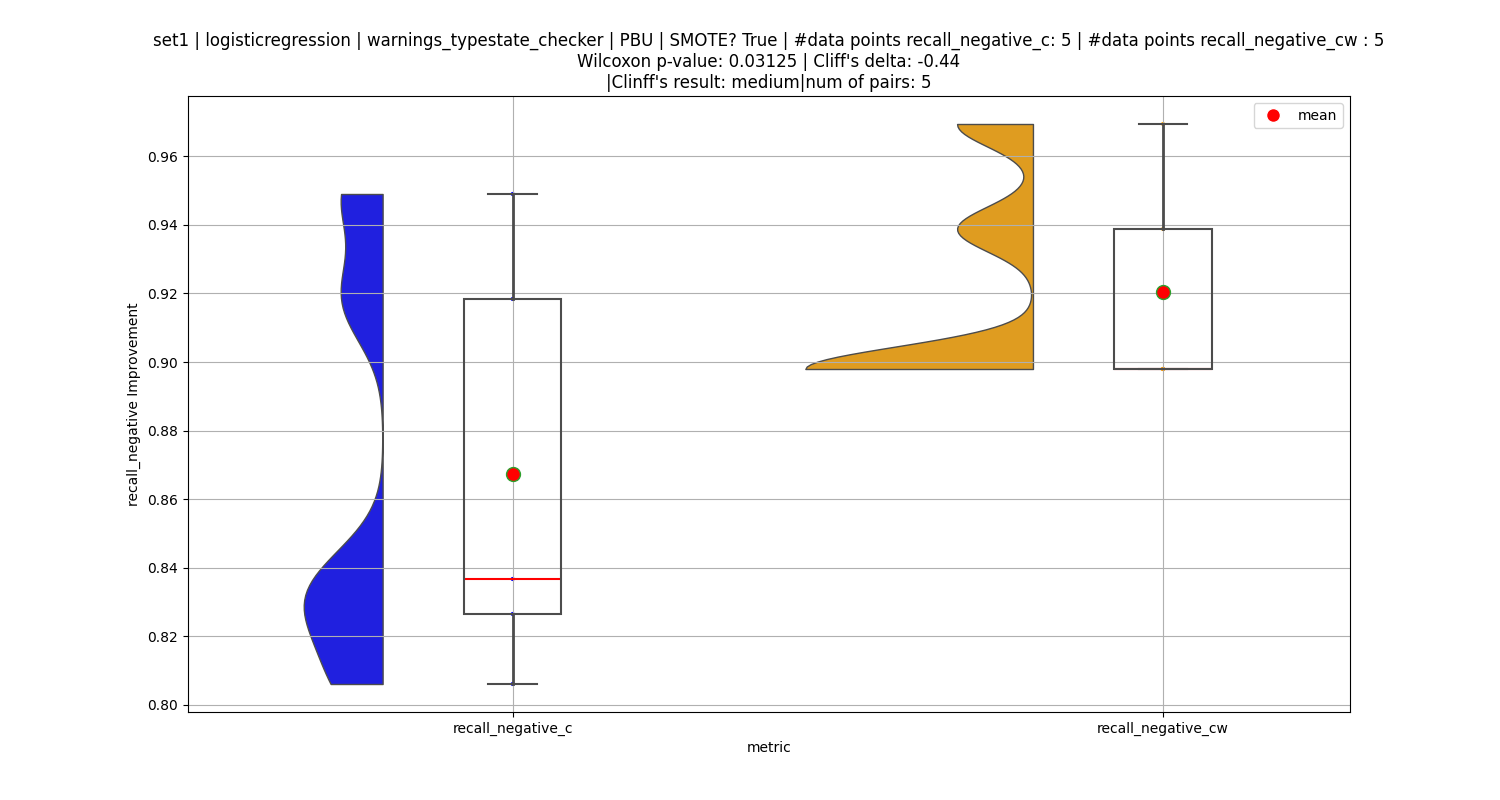 set1 | logisticregression | warnings_typestate_checker | PBU | SMOTE? True | #data points recall_negative_c: 5 | #data points recall_negative_cw : 5
Wilcoxon p-value: 0.03125 | Cliff's delta: -0.44
|Clinff's result: medium|num of pairs: 5
mean
0.96
0.94
0.92
0.90
0.88
0.86
0.84
0.82
0.80
recall_negative Improvement
recall_negative_c
recall_negative_cw
metric